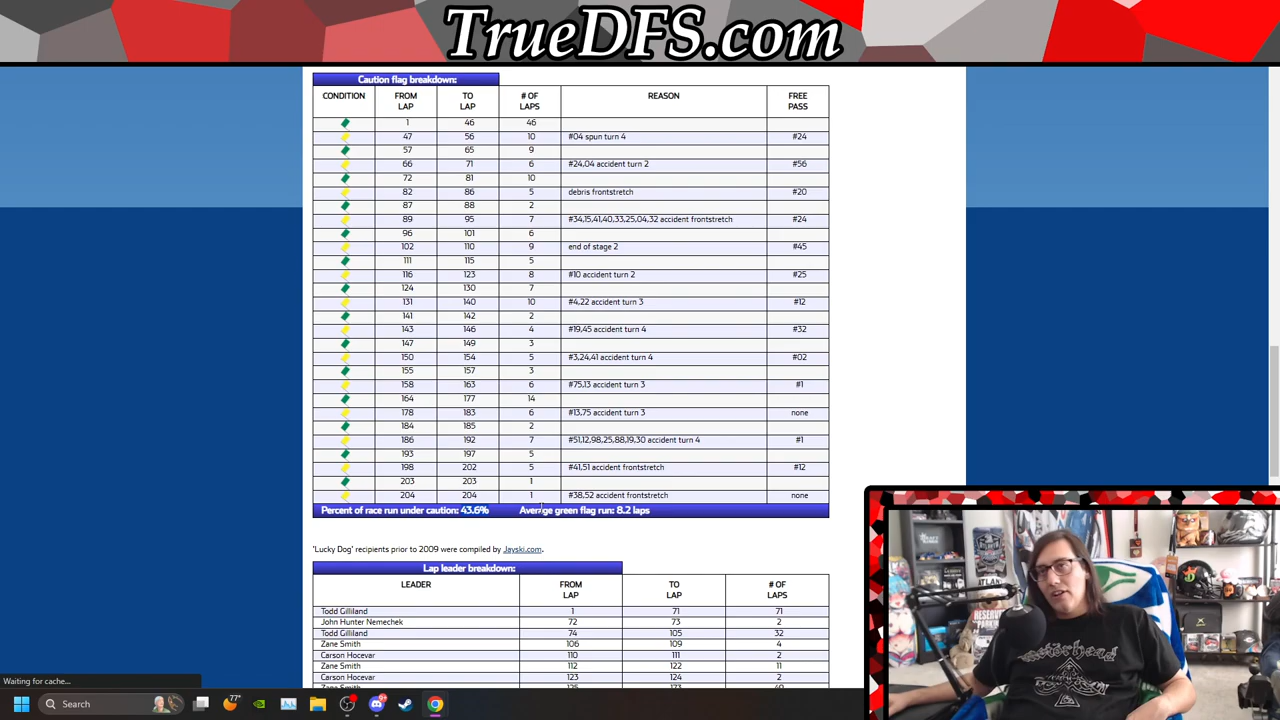 TrueDFS.com
Caution flag breakdown:
CONDITION FROM LAP TO LAP # OF LAPS REASON FREE PASS
1 46 46
47 56 10 #04 spun turn 4 #24
57 65 9
66 71 6 #24,04 accident turn 2 #56
72 81 10
82 86 5 debris frontstretch #20
87 88 2
89 95 7 #34,15,41,40,33,25,04,32 accident frontstretch #24
96 101 6
102 110 9 end of stage 2 #45
111 115 5
116 123 8 #10 accident turn 2 #25
124 130 7
131 140 10 #4,22 accident turn 3 #12
141 142 2
143 146 4 #19,45 accident turn 4 #32
147 149 3
150 154 5 #3,24,41 accident turn 4 #02
155 157 3
158 163 6 #75,13 accident turn 3 #1
164 177 14
178 183 6 #13,75 accident turn 3 none
184 185 2
186 192 7 #51,12,98,25,88,19,30 accident turn 4 #1
193 197 5
198 202 5 #41,51 accident frontstretch #12
203 203 1
204 204 1 #38,52 accident frontstretch none
Percent of race run under caution: 43.6% Average green flag run: 8.2 laps
'Lucky Dog' recipients prior to 2009 were compiled by Jayski.com.
Lap leader breakdown:
LEADER FROM LAP TO LAP # OF LAPS
Todd Gilliland 1 71 71
John Hunter Nemechek 72 73 2
Todd Gilliland 74 105 32
Zane Smith 106 109 4
Carson Hocevar 110 111 2
Zane Smith 112 122 11
Carson Hocevar 123 124 2
Zane Smith 125 173
Waiting for cache...
Search
77°
RESERVED
PARKING
motörhead